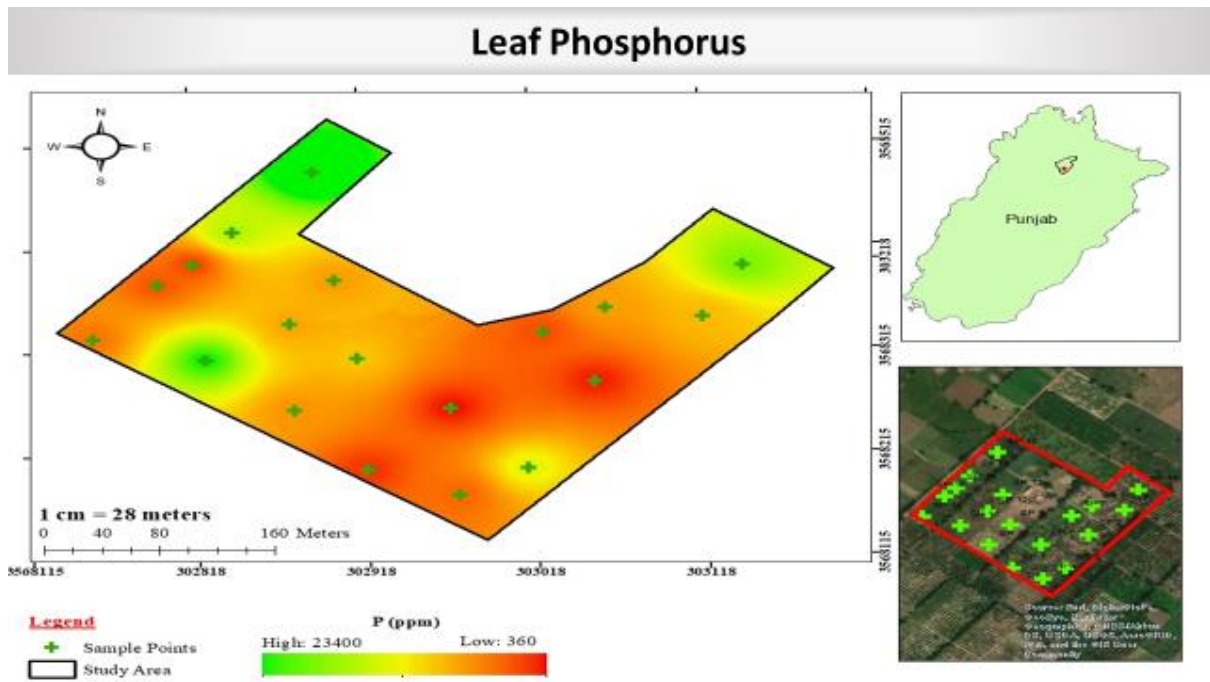 Leaf Phosphorus
N
W E
S
3568515
303218
3568315
3568215
3568115
1 cm = 28 meters
0 40 80 160 Meters
3568115 302818 302918 303018 303118
Punjab
Legend
Sample Points
Study Area
P (ppm)
High: 23400 Low: 360